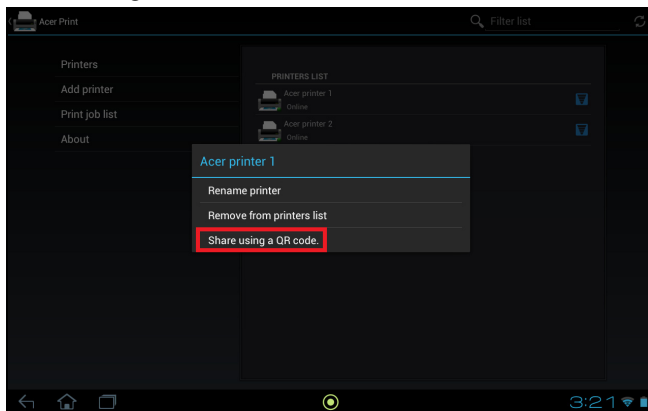 Acer Print
Filter list
Printers
Add printer
Print job list
About
PRINTERS LIST
Acer printer 1
Online
Acer printer 2
Online
Acer printer 1
Rename printer
Remove from printers list
Share using a QR code.
3:21